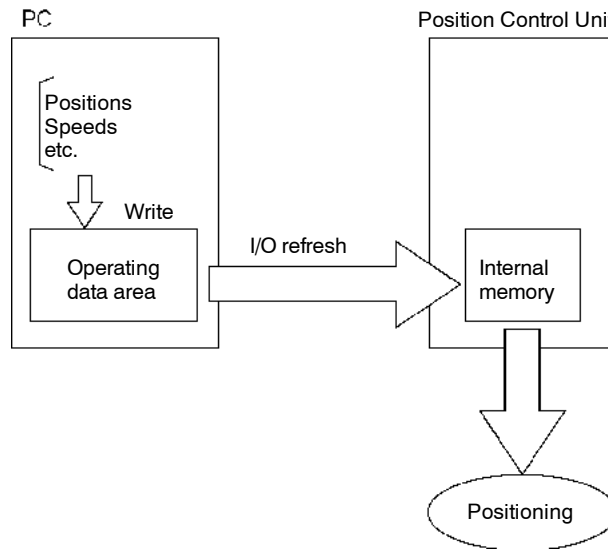 PC
Position Control Uni
Positions
Speeds
etc.
Write
I/O refresh
Operating
data area
Internal
memory
Positioning